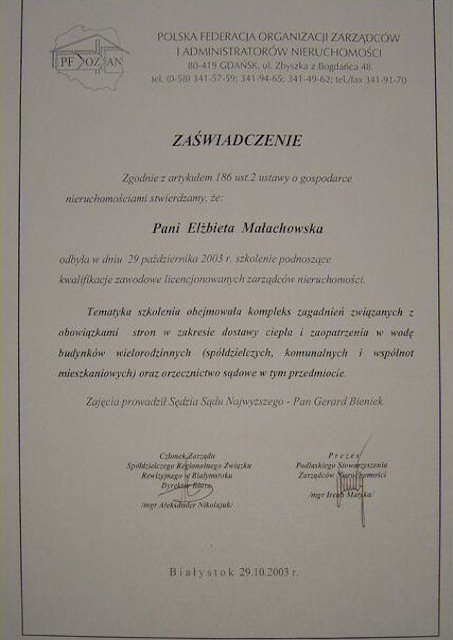 PF OZ AN
POLSKA FEDERACJA ORGANIZACJI ZARZĄDCÓW
I ADMINISTRATORÓW NIERUCHOMOŚCI
80-419 GDAŃSK, ul. Zbyszka z Bogdańca 48
tel. (0-58) 341-57-59; 341-94-65; 341-49-62; tel./fax 341-91-70
ZAŚWIADCZENIE
Zgodnie z artykułem 186 ust.2 ustawy o gospodarce
nieruchomościami stwierdzamy, że:
Pani Elżbieta Małachowska
odbyła w dniu 29 października 2003 r. szkolenie podnoszące
kwalifikacje zawodowe licencjonowanych zarządców nieruchomości.
Tematyka szkolenia obejmowała kompleks zagadnień związanych z
obowiązkami stron w zakresie dostawy ciepła i zaopatrzenia w wodę
budynków wielorodzinnych (spółdzielczych, komunalnych i wspólnot
mieszkaniowych) oraz orzecznictwo sądowe w tym przedmiocie.
Zajęcia prowadził Sędzia Sądu Najwyższego - Pan Gerard Bieniek.
Członek Zarządu
Spółdzielczego Regionalnego Związku
Rewizyjnego w Białymstoku
Dyrektor Biura
/mgr Aleksander Nikołajuk/
Prezes
Podlaskiego Stowarzyszenia
Zarządców Nieruchomości
/mgr Irena
Białystok 29.10.2003 r.